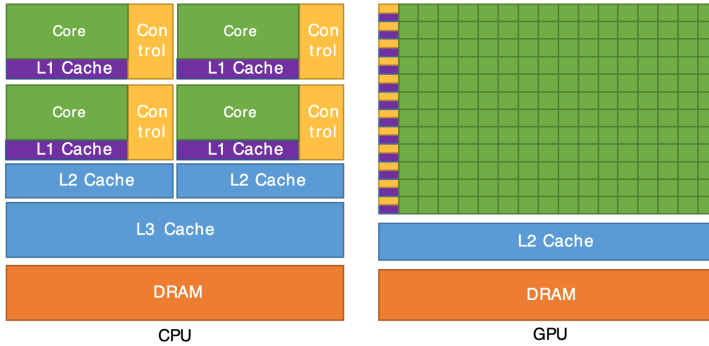 Core
Con
trol
Core
Con
trol
L1 Cache
L1 Cache
Core
Con
trol
Core
Con
trol
L1 Cache
L1 Cache
L2 Cache
L2 Cache
L3 Cache
DRAM
CPU
L2 Cache
DRAM
GPU